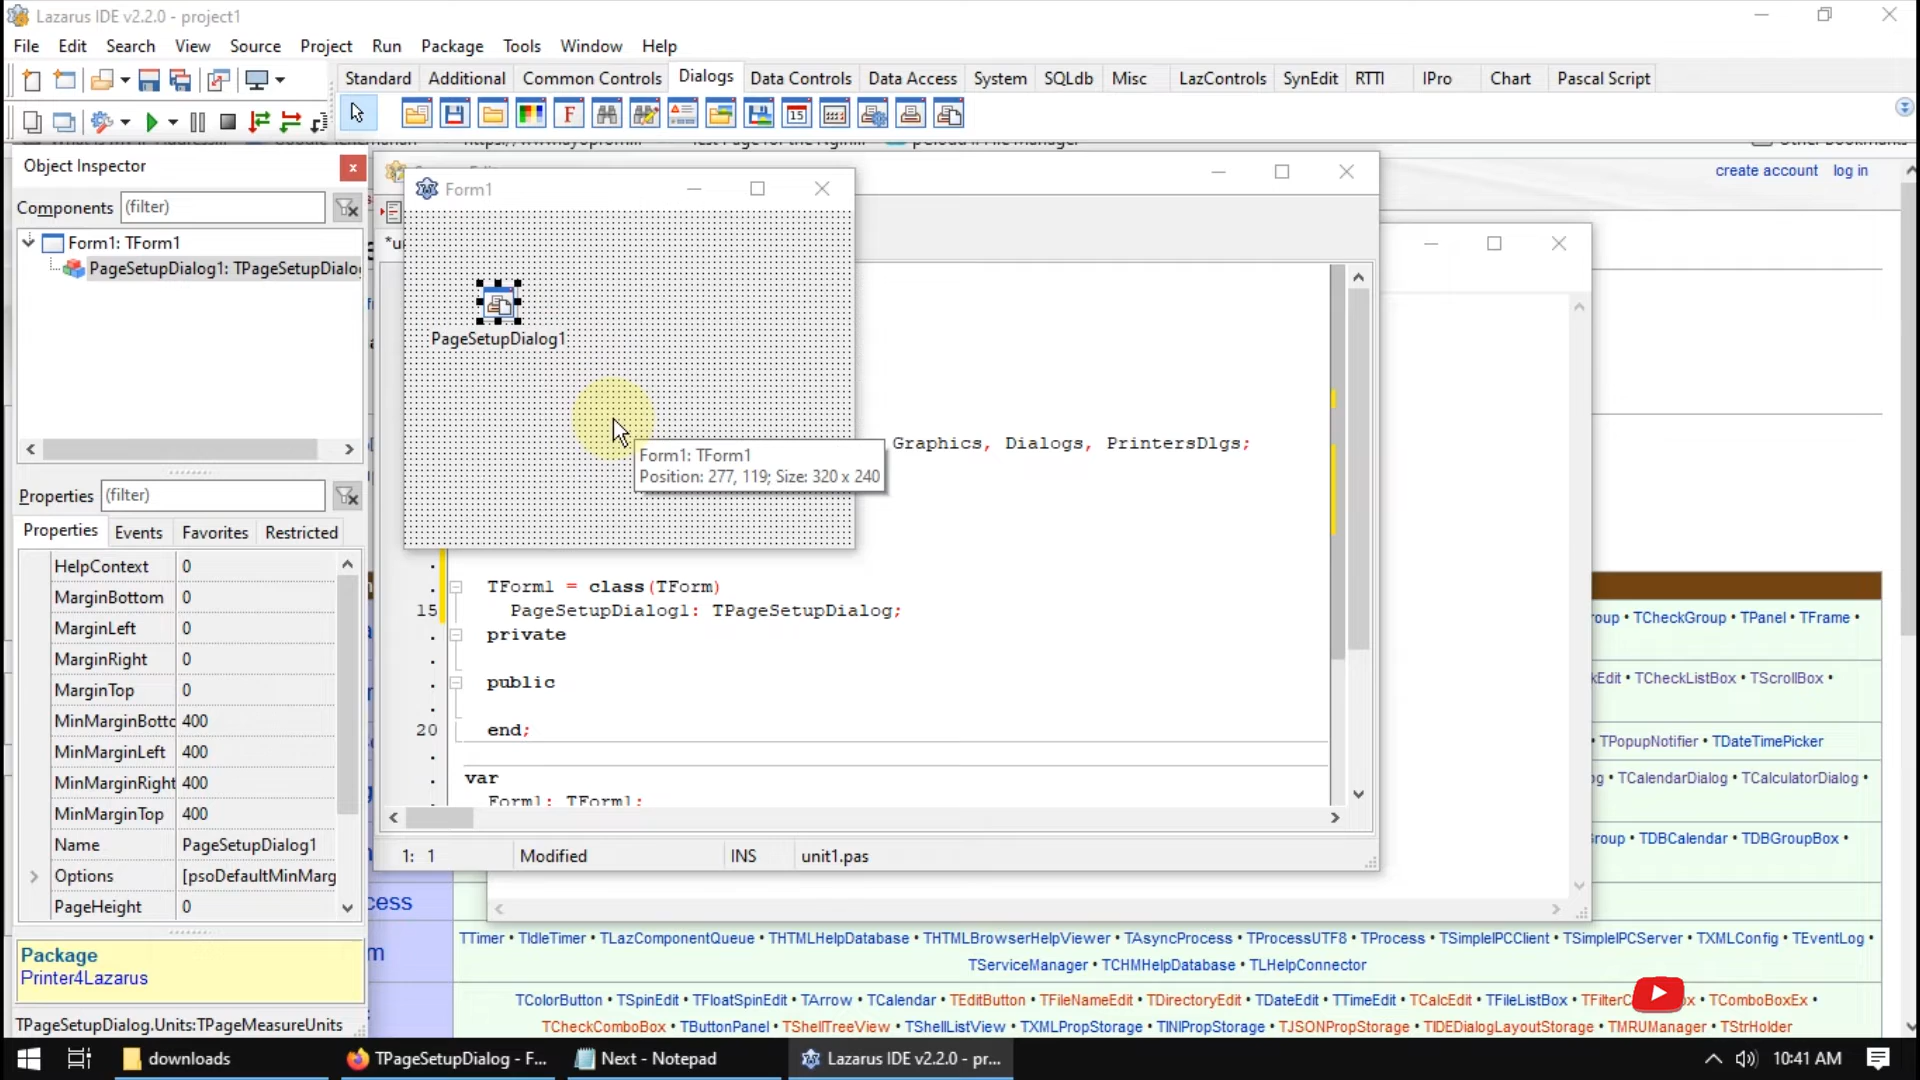 Lazarus IDE v2.2.0 - project1
File Edit Search View Source Project Run Package Tools Window Help
Standard Additional Common Controls Dialogs Data Controls Data Access System SQLdb Misc LazControls SynEdit RTTI IPro Chart Pascal Script
Object Inspector
create account log in
Components (filter)
Form1
Form1: TForm1
PageSetupDialog1: TPageSetupDialo
PageSetupDialog1
Graphics, Dialogs, PrintersDlgs;
Form1: TForm1
Position: 277, 119; Size: 320 x 240
Properties (filter)
Properties Events Favorites Restricted
HelpContext 0
MarginBottom 0
MarginLeft 0
MarginRight 0
MarginTop 0
MinMarginBottc 400
MinMarginLeft 400
MinMarginRight 400
MinMarginTop 400
Name PageSetupDialog1
Options [psoDefaultMinMarg
PageHeight 0
TForm1 = class(TForm)
15 PageSetupDialog1: TPageSetupDialog;
private
public
20 end;
var
Form1: TForm1;
1: 1 Modified INS unit1.pas
Package
Printer4Lazarus
TPageSetupDialog.Units:TPageMeasureUnits
roup • TCheckGroup • TPanel • TFrame •
kEdit • TCheckListBox • TScrollBox •
• TPopupNotifier • TDateTimePicker
og • TCalendarDialog • TCalculatorDialog •
Group • TDBCalendar • TDBGroupBox •
cess
m
TTimer • TIdleTimer • TLazComponentQueue • THTMLHelpDatabase • THTMLBrowserHelpViewer • TAsyncProcess • TProcessUTF8 • TProcess • TSimpleIPCClient • TSimpleIPCServer • TXMLConfig • TEventLog •
TServiceManager • TCHMHelpDatabase • TLHelpConnector
TColorButton • TSpinEdit • TFloatSpinEdit • TArrow • TCalendar • TEditButton • TFileNameEdit • TDirectoryEdit • TDateEdit • TTimeEdit • TCalcEdit • TFileListBox • TFilterC ox • TComboBoxEx •
TCheckComboBox • TButtonPanel • TShellTreeView • TShellListView • TXMLPropStorage • TINIPropStorage • TJSONPropStorage • TIDEDialogLayoutStorage • TMRUManager • TStrHolder
downloads TPageSetupDialog - F... Next - Notepad Lazarus IDE v2.2.0 - pr... 10:41 AM